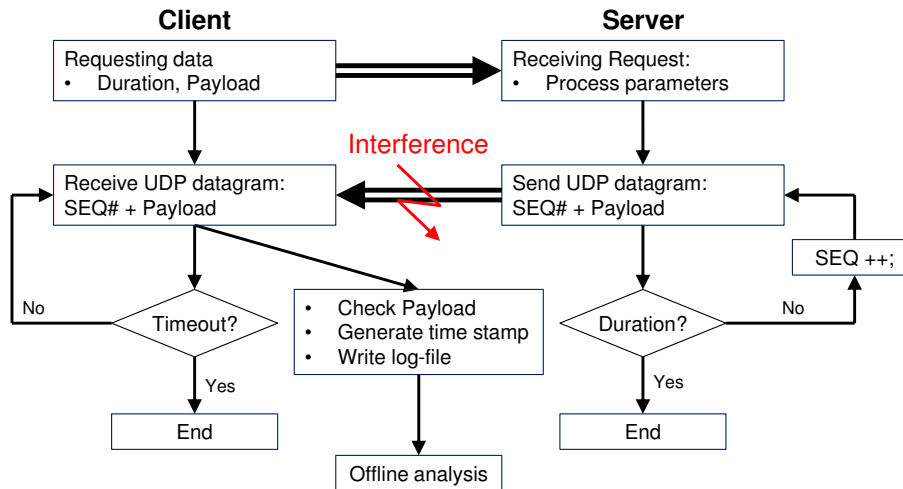 Client
Server
Requesting data
• Duration, Payload
Receiving Request:
• Process parameters
Interference
Receive UDP datagram:
SEQ# + Payload
Send UDP datagram:
SEQ# + Payload
SEQ ++;
No
Timeout?
• Check Payload
• Generate time stamp
• Write log-file
Duration?
No
Yes
Yes
End
End
Offline analysis